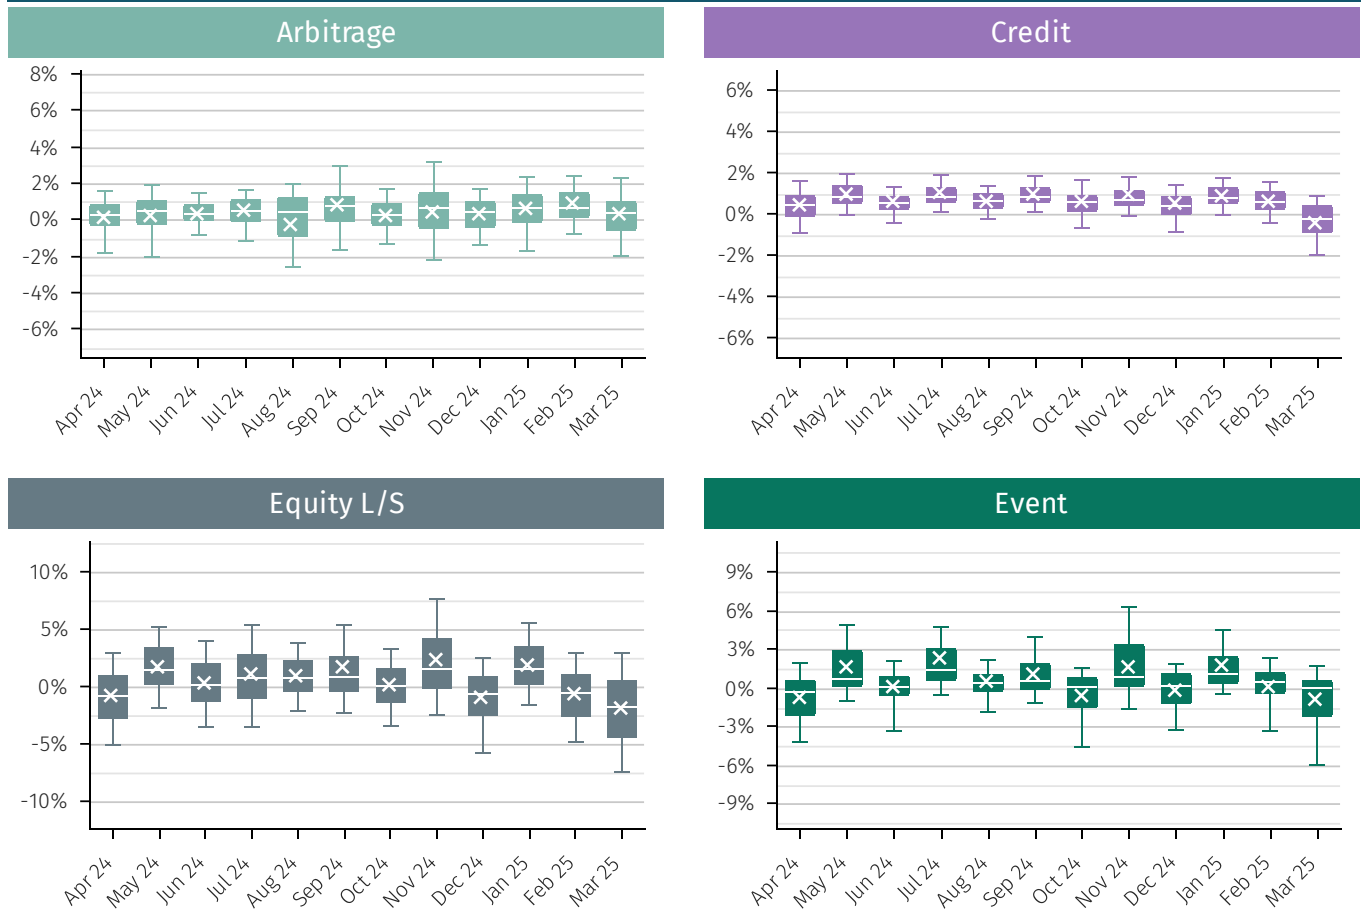 Arbitrage
8%
6%
4%
2%
0%
-2%
-4%
-6%
Apr 24
May 24
Jun 24
Jul 24
Aug 24
Sep 24
Oct 24
Nov 24
Dec 24
Jan 25
Feb 25
Mar 25
Credit
6%
4%
2%
0%
-2%
-4%
-6%
Apr 24
May 24
Jun 24
Jul 24
Aug 24
Sep 24
Oct 24
Nov 24
Dec 24
Jan 25
Feb 25
Mar 25
Equity L/S
10%
5%
0%
-5%
-10%
Apr 24
May 24
Jun 24
Jul 24
Aug 24
Sep 24
Oct 24
Nov 24
Dec 24
Jan 25
Feb 25
Mar 25
Event
9%
6%
3%
0%
-3%
-6%
-9%
Apr 24
May 24
Jun 24
Jul 24
Aug 24
Sep 24
Oct 24
Nov 24
Dec 24
Jan 25
Feb 25
Mar 25